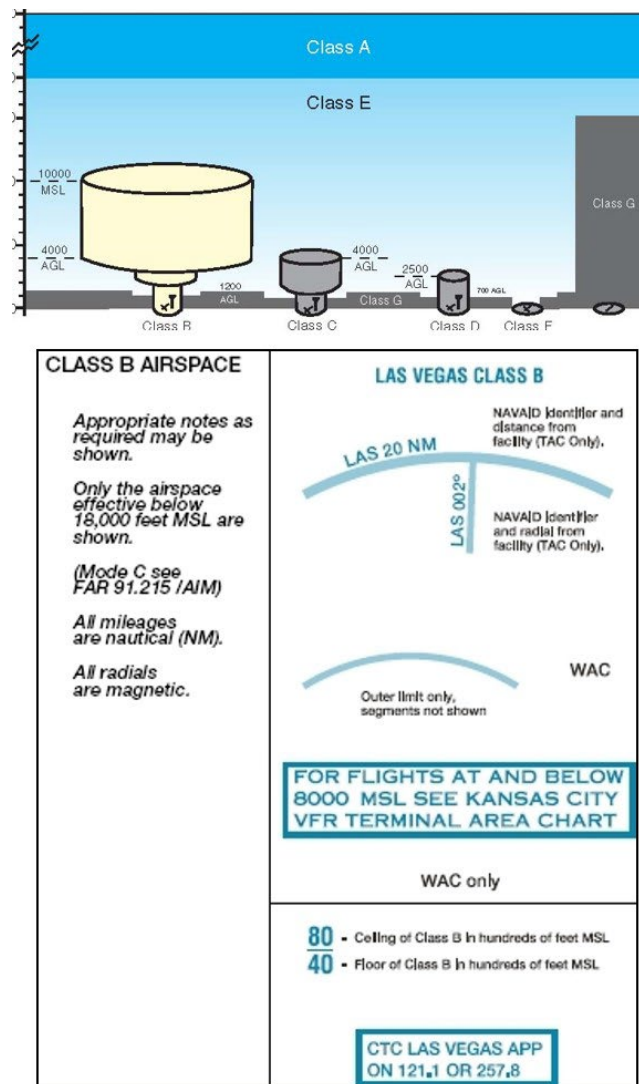 Class A
Class E
10000
MSL
4000
AGL
1200
AGL
4000
AGL
2500
AGL
700 AGL
Class G
Class G
Class B
Class C
Class D
CLASS B AIRSPACE
Appropriate notes as
required may be
shown.
Only the airspace
effective below
18,000 feet MSL are
shown.
(Mode C see
FAR 91.215 /AIM)
All mileages
are nautical (NM).
All radials
are magnetic.
LAS VEGAS CLASS B
LAS 20 NM
NAVAID identifier and
distance from
facility (TAC Only).
LAS 002°
NAVAID identifier
and radial from
facility (TAC Only).
WAC
Outer limit only,
segments not shown
FOR FLIGHTS AT AND BELOW
8000 MSL SEE KANSAS CITY
VFR TERMINAL AREA CHART
WAC only
80 - Ceiling of Class B in hundreds of feet MSL
40 - Floor of Class B in hundreds of feet MSL
CTC LAS VEGAS APP
ON 121.1 OR 257.8